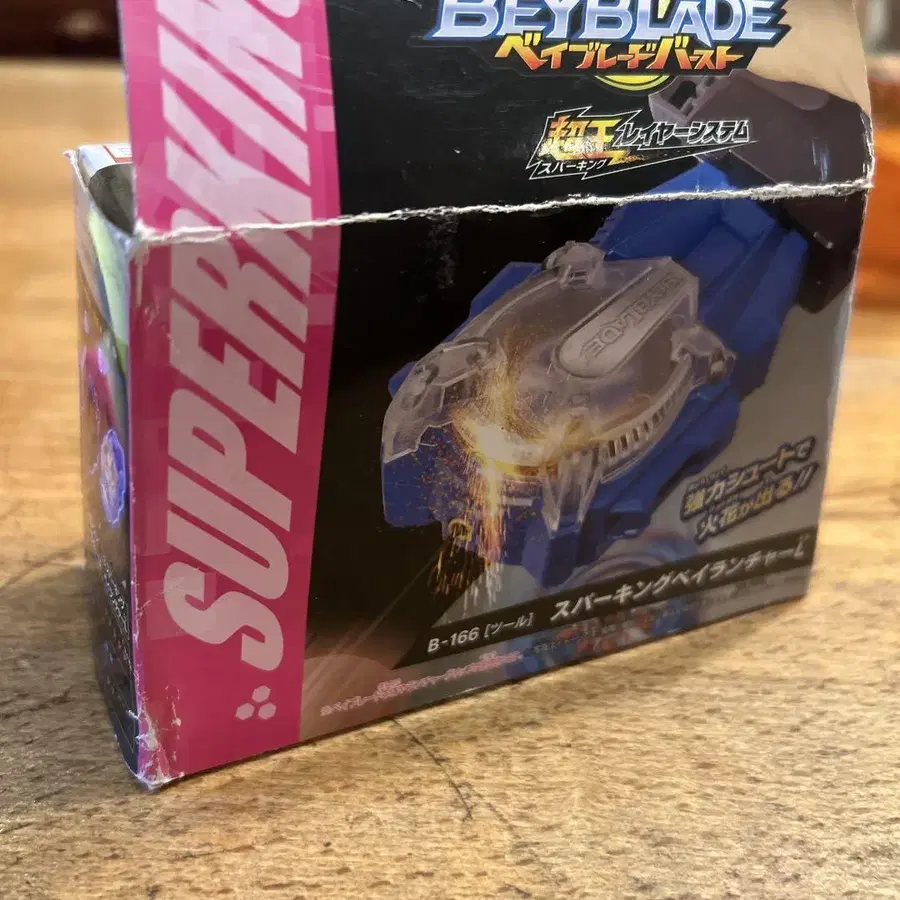 BEYBLADE
ベイブレードバースト
超王
スパーキング
レイヤーシステム
SUPERKING
BEYBLADE
強力シュートで
火花が出る!!
B-166 [ツール] スパーキングベイランチャーL